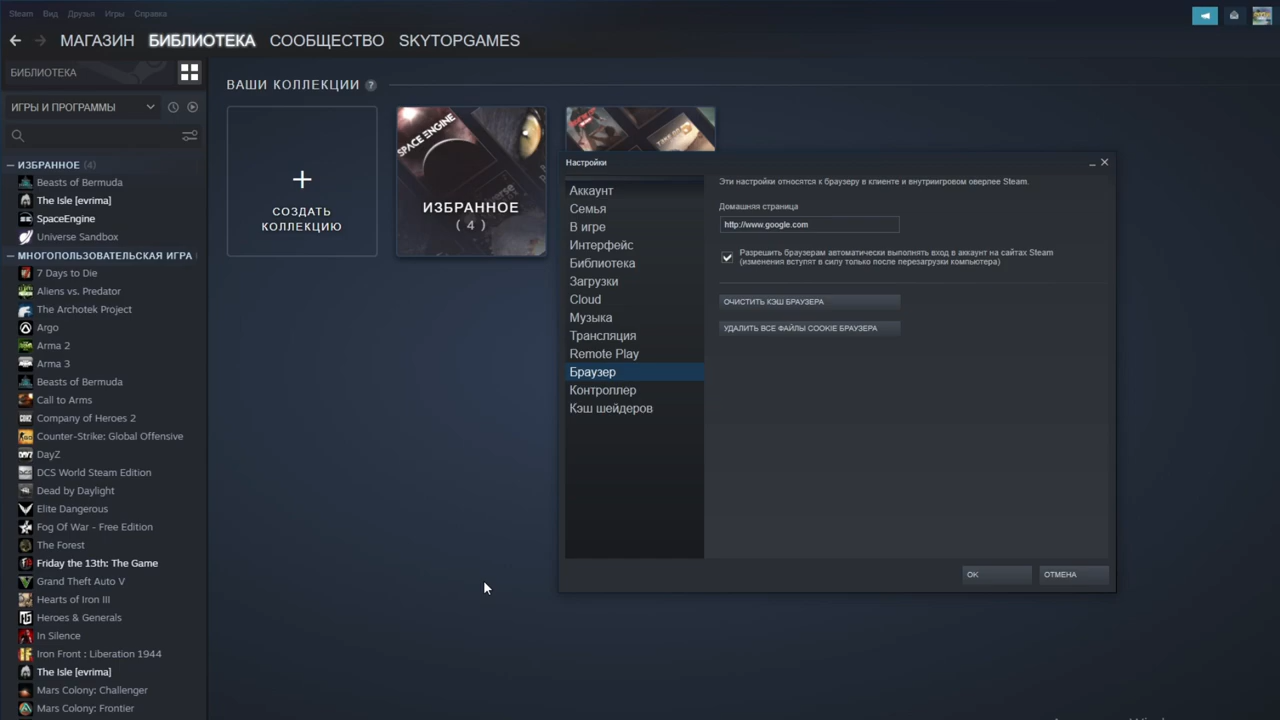 Steam Вид Друзья Игры Справка
МАГАЗИН БИБЛИОТЕКА СООБЩЕСТВО SKYTOPGAMES
БИБЛИОТЕКА
ИГРЫ И ПРОГРАММЫ
ИЗБРАННОЕ (4)
Beasts of Bermuda
The Isle [evrima]
SpaceEngine
Universe Sandbox
МНОГОПОЛЬЗОВАТЕЛЬСКАЯ ИГРА
7 Days to Die
Aliens vs. Predator
The Archotek Project
Argo
Arma 2
Arma 3
Beasts of Bermuda
Call to Arms
Company of Heroes 2
Counter-Strike: Global Offensive
DayZ
DCS World Steam Edition
Dead by Daylight
Elite Dangerous
Fog Of War - Free Edition
The Forest
Friday the 13th: The Game
Grand Theft Auto V
Hearts of Iron III
Heroes & Generals
In Silence
Iron Front : Liberation 1944
The Isle [evrima]
Mars Colony: Challenger
Mars Colony: Frontier
ВАШИ КОЛЛЕКЦИИ ?
+
СОЗДАТЬ
КОЛЛЕКЦИЮ
SPACE ENGINE
ИЗБРАННОЕ
( 4 )
Настройки
Аккаунт
Семья
В игре
Интерфейс
Библиотека
Загрузки
Cloud
Музыка
Трансляция
Remote Play
Браузер
Контроллер
Кэш шейдеров
Эти настройки относятся к браузеру в клиенте и внутриигровом оверлее Steam.
Домашняя страница
http://www.google.com
Разрешить браузерам автоматически выполнять вход в аккаунт на сайтах Steam
(изменения вступят в силу только после перезагрузки компьютера)
ОЧИСТИТЬ КЭШ БРАУЗЕРА
УДАЛИТЬ ВСЕ ФАЙЛЫ COOKIE БРАУЗЕРА
OK
ОТМЕНА